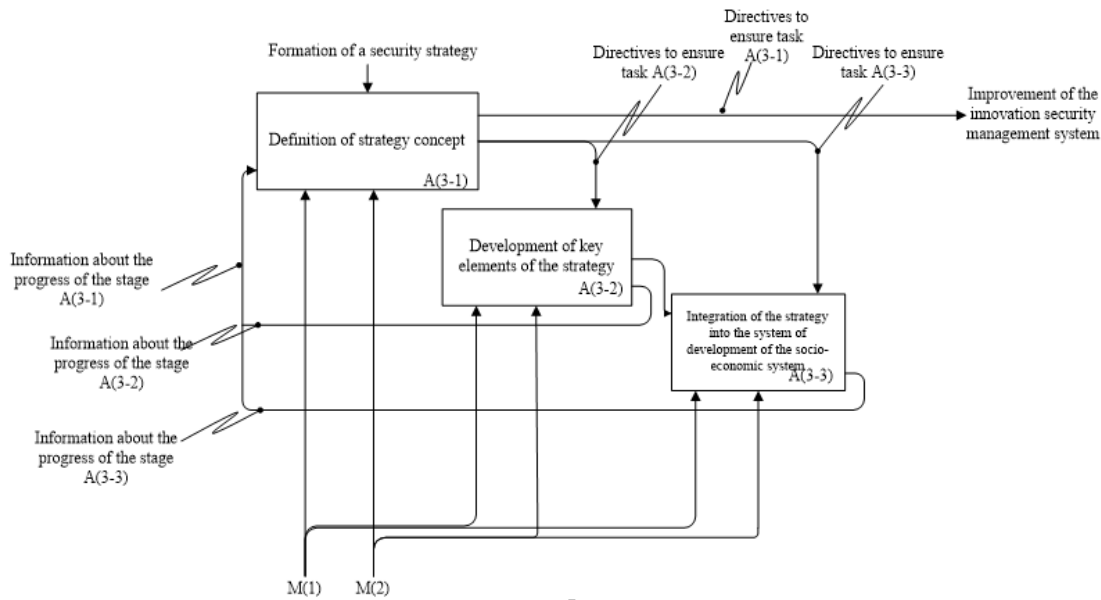 Directives to
ensure task
A(3-1)
Formation of a security strategy
Directives to ensure
task A(3-2)
Directives to ensure
task A(3-3)
Improvement of the
innovation security
management system
Definition of strategy concept
A(3-1)
Development of key
elements of the strategy
A(3-2)
Information about the
progress of the stage
A(3-1)
Integration of the strategy
into the system of
development of the socio-
economic system
A(3-3)
Information about the
progress of the stage
A(3-2)
Information about the
progress of the stage
A(3-3)
M(1)
M(2)